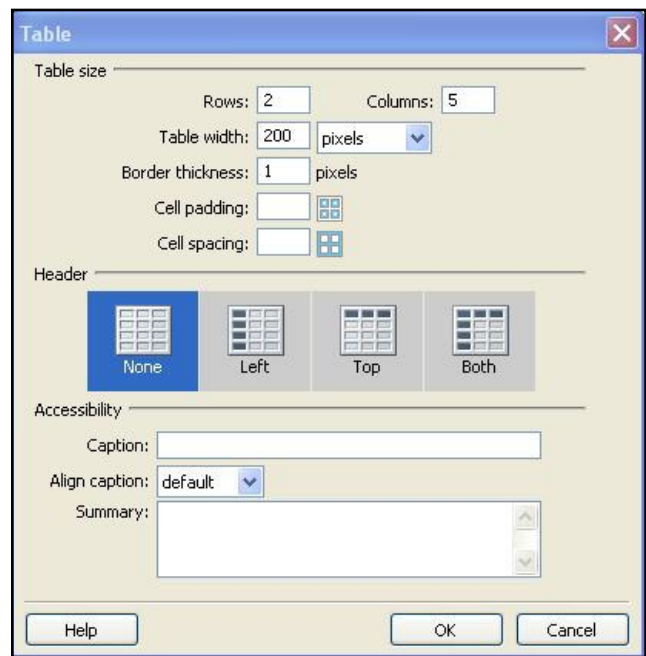 Table
Table size
Rows: 2 Columns: 5
Table width: 200 pixels
Border thickness: 1 pixels
Cell padding:
Cell spacing:
Header
None Left Top Both
Accessibility
Caption:
Align caption: default
Summary:
Help OK Cancel